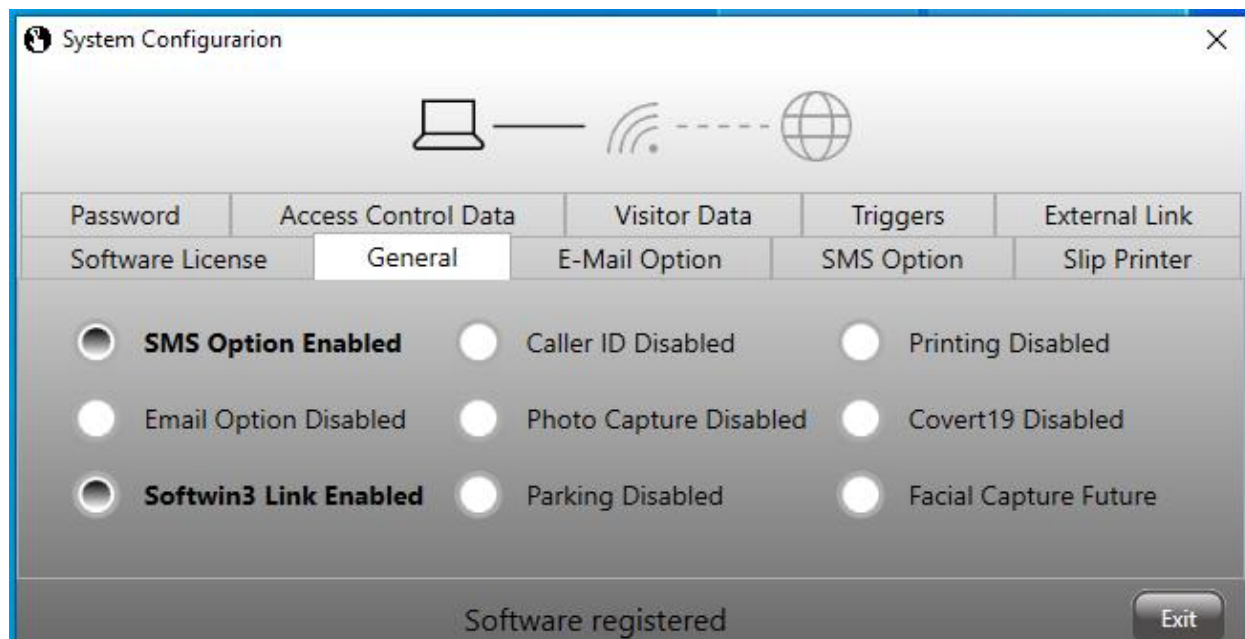 System Configurarion
Password Access Control Data Visitor Data Triggers External Link
Software License General E-Mail Option SMS Option Slip Printer
SMS Option Enabled Caller ID Disabled Printing Disabled
Email Option Disabled Photo Capture Disabled Covert19 Disabled
Softwin3 Link Enabled Parking Disabled Facial Capture Future
Software registered Exit